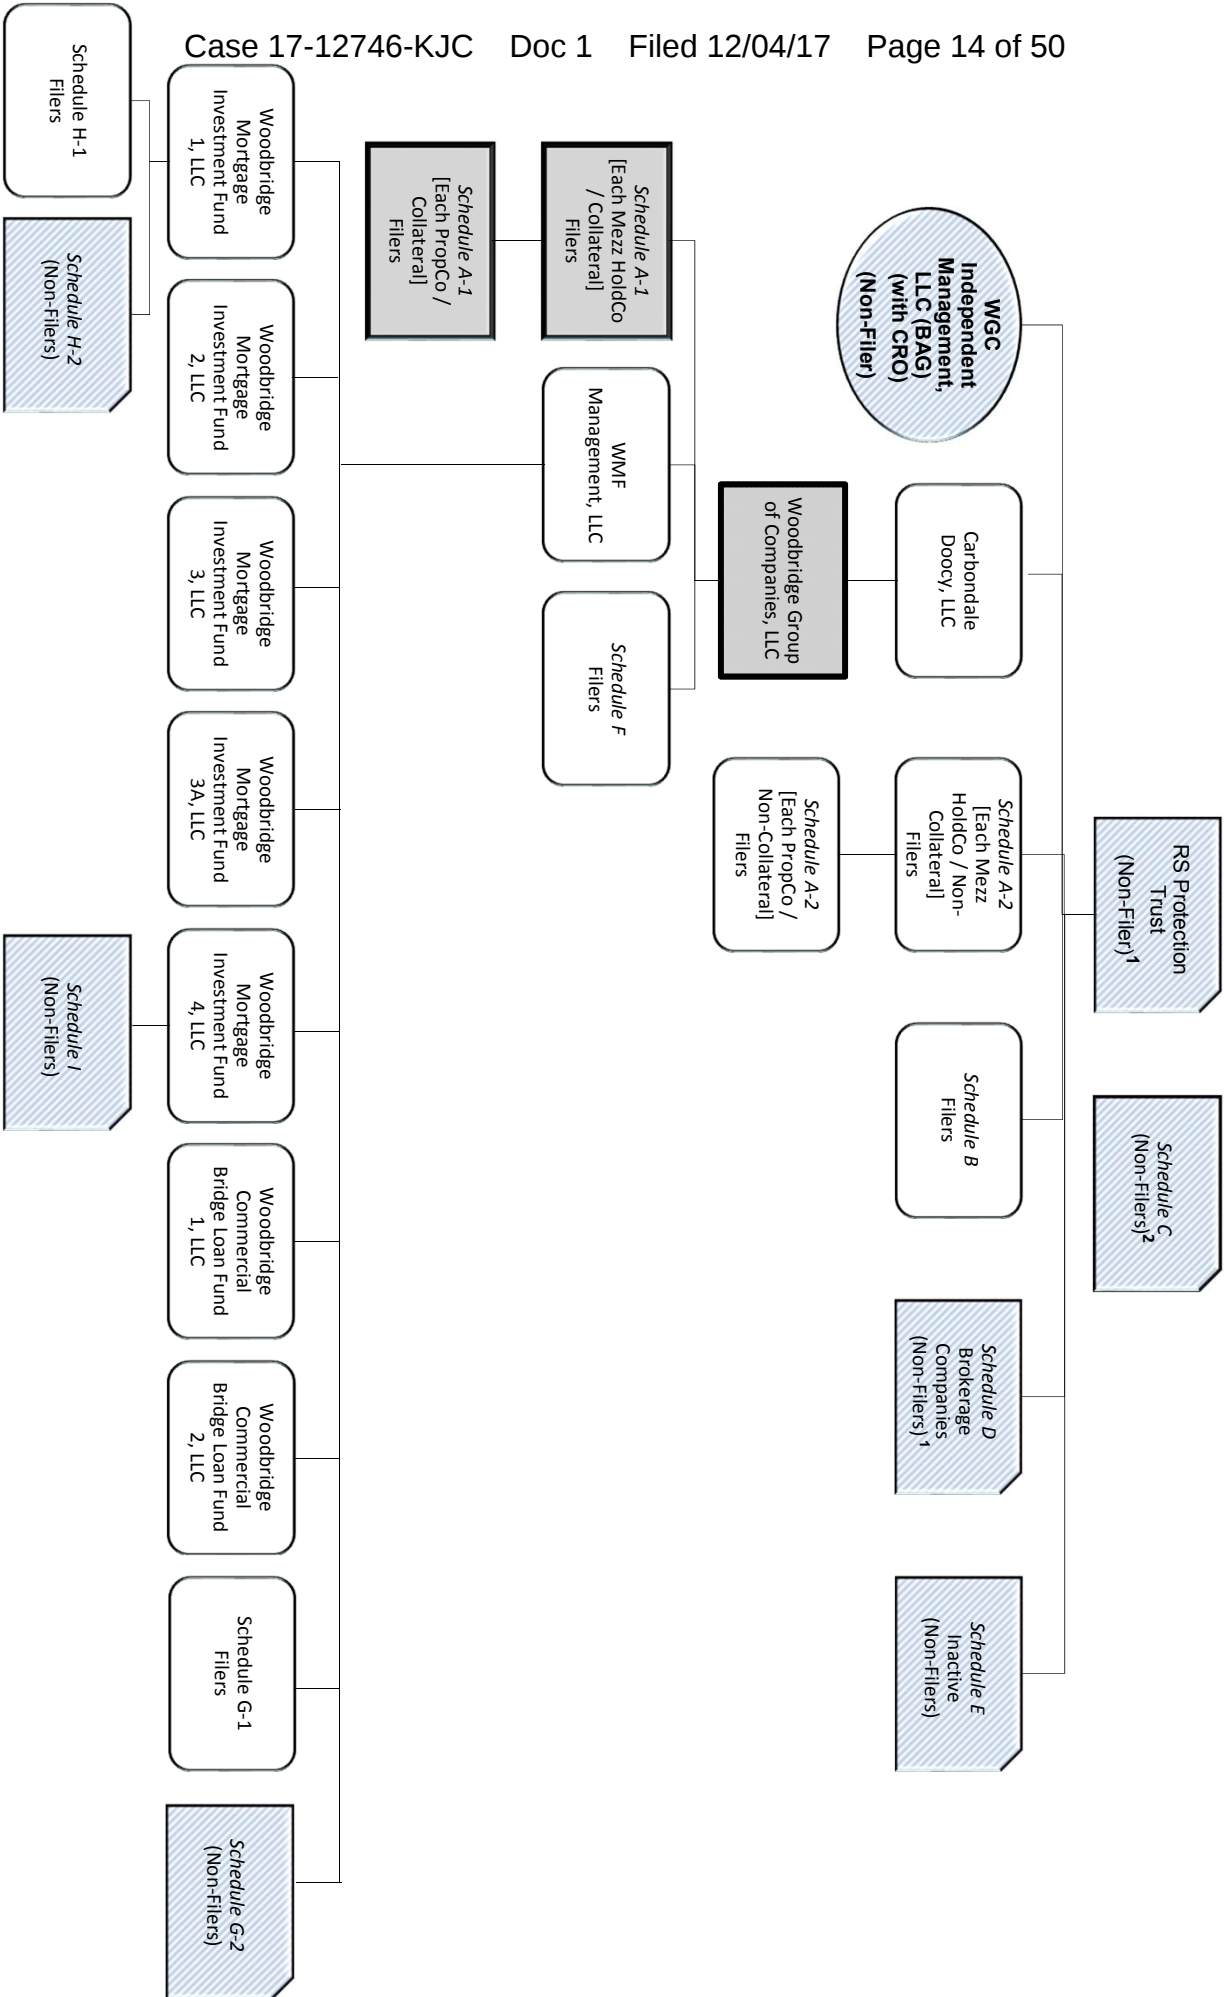 Case 17-12746-KJC Doc 1 Filed 12/04/17 Page 14 of 50
RS Protection
Trust
(Non-Filer)1
Schedule C
(Non-Filers)2
WGC
Independent
Management,
LLC (BAG)
(with CRO)
(Non-Filer)
Carbondale
Doocy, LLC
Schedule A-2
[Each Mezz
HoldCo / Non-
Collateral]
Filers
Schedule B
Filers
Schedule D
Brokerage
Companies
(Non-Filers)1
Schedule E
Inactive
(Non-Filers)
Woodbridge Group
of Companies, LLC
Schedule A-2
[Each PropCo /
Non-Collateral]
Filers
Schedule A-1
[Each Mezz HoldCo
/ Collateral]
Filers
WMF
Management, LLC
Schedule F
Filers
Schedule A-1
[Each PropCo /
Collateral]
Filers
Woodbridge
Mortgage
Investment Fund
1, LLC
Woodbridge
Mortgage
Investment Fund
2, LLC
Woodbridge
Mortgage
Investment Fund
3, LLC
Woodbridge
Mortgage
Investment Fund
3A, LLC
Woodbridge
Mortgage
Investment Fund
4, LLC
Woodbridge
Commercial
Bridge Loan Fund
1, LLC
Woodbridge
Commercial
Bridge Loan Fund
2, LLC
Schedule G-1
Filers
Schedule G-2
(Non-Filers)
Schedule H-1
Filers
Schedule H-2
(Non-Filers)
Schedule I
(Non-Filers)